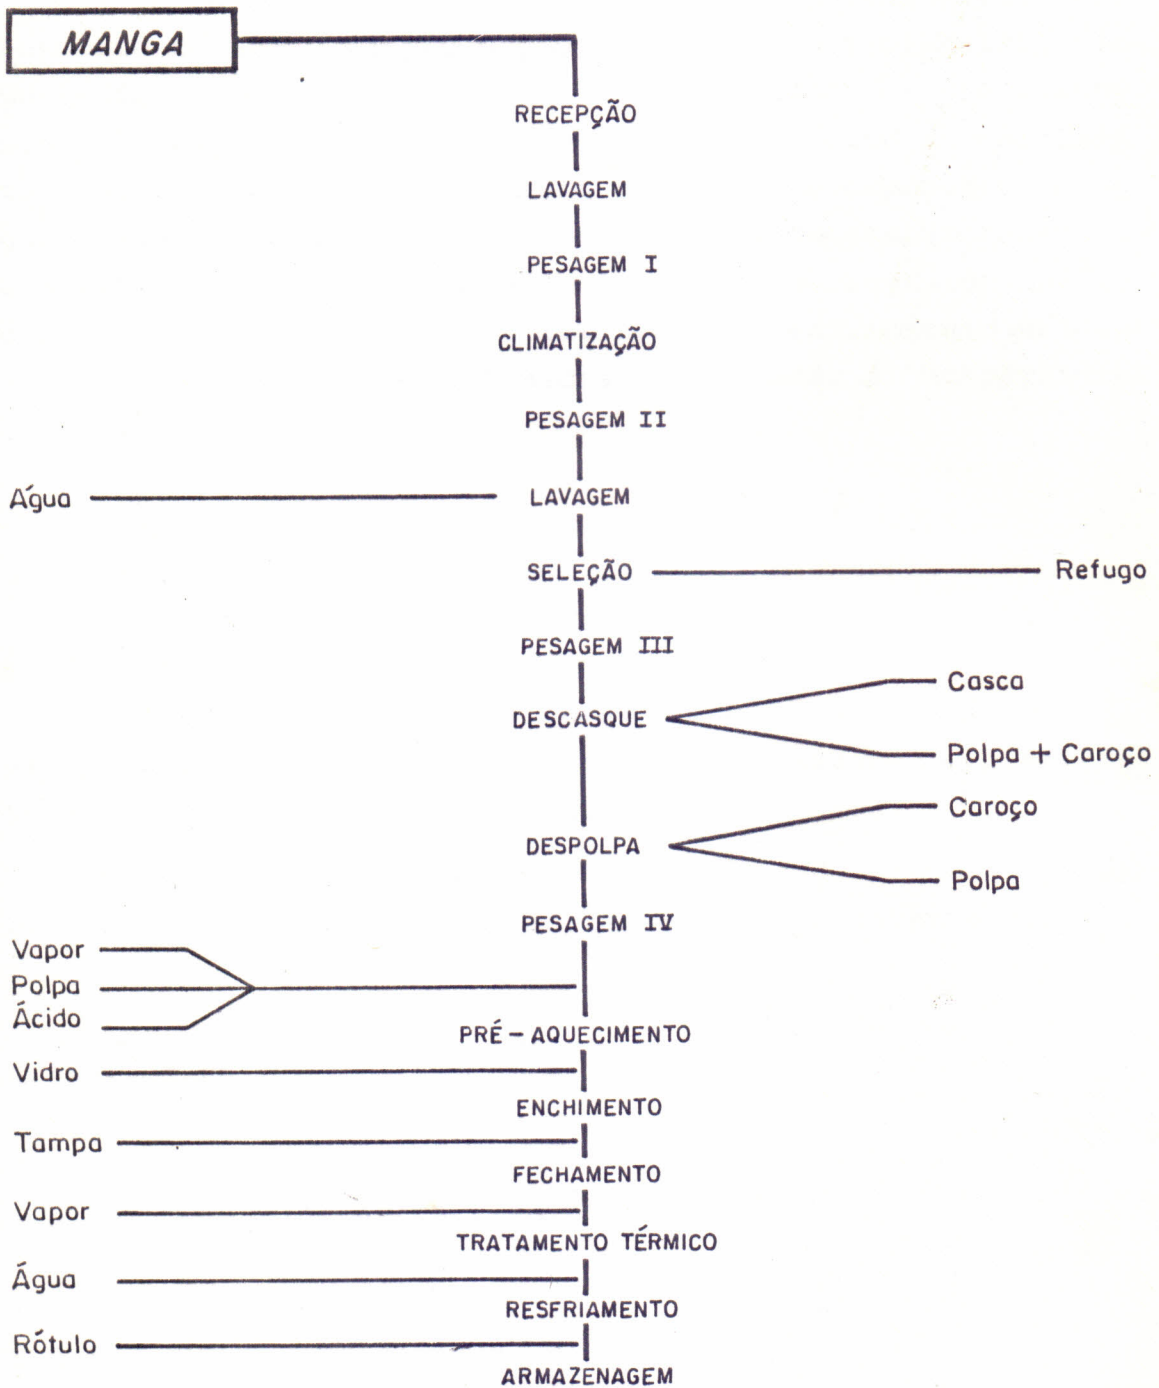 MANGA
RECEPÇÃO
LAVAGEM
PESAGEM I
CLIMATIZAÇÃO
PESAGEM II
Água
LAVAGEM
SELEÇÃO
Refugo
PESAGEM III
Casca
DESCASQUE
Polpa + Caroço
Caroço
DESPOLPA
Polpa
PESAGEM IV
Vapor
Polpa
Ácido
PRÉ - AQUECIMENTO
Vidro
ENCHIMENTO
Tampa
FECHAMENTO
Vapor
TRATAMENTO TÉRMICO
Água
RESFRIAMENTO
Rótulo
ARMAZENAGEM